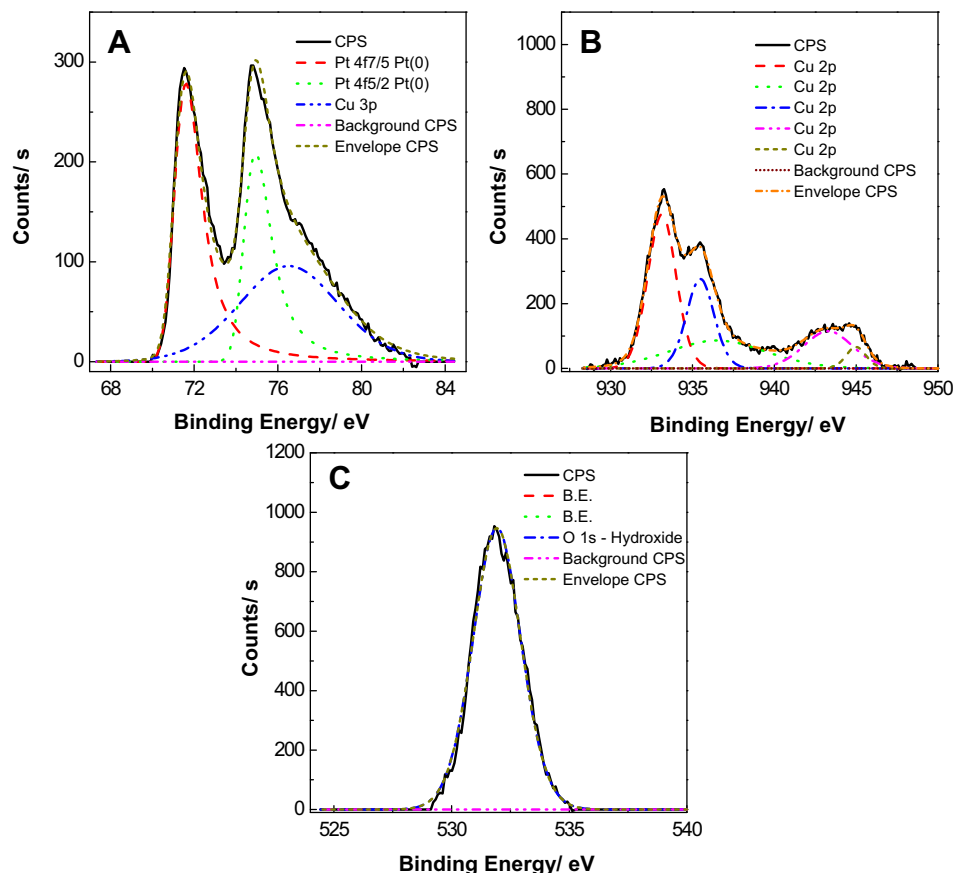 A
CPS
Pt 4f7/5 Pt(0)
Pt 4f5/2 Pt(0)
Cu 3p
Background CPS
Envelope CPS
300
200
100
0
Counts/ s
68 72 76 80 84
Binding Energy/ eV
B
CPS
Cu 2p
Cu 2p
Cu 2p
Cu 2p
Cu 2p
Background CPS
Envelope CPS
1000
800
600
400
200
0
Counts/ s
930 935 940 945 950
Binding Energy/ eV
C
CPS
B.E.
B.E.
O 1s - Hydroxide
Background CPS
Envelope CPS
1200
1000
800
600
400
200
0
Counts/ s
525 530 535 540
Binding Energy/ eV